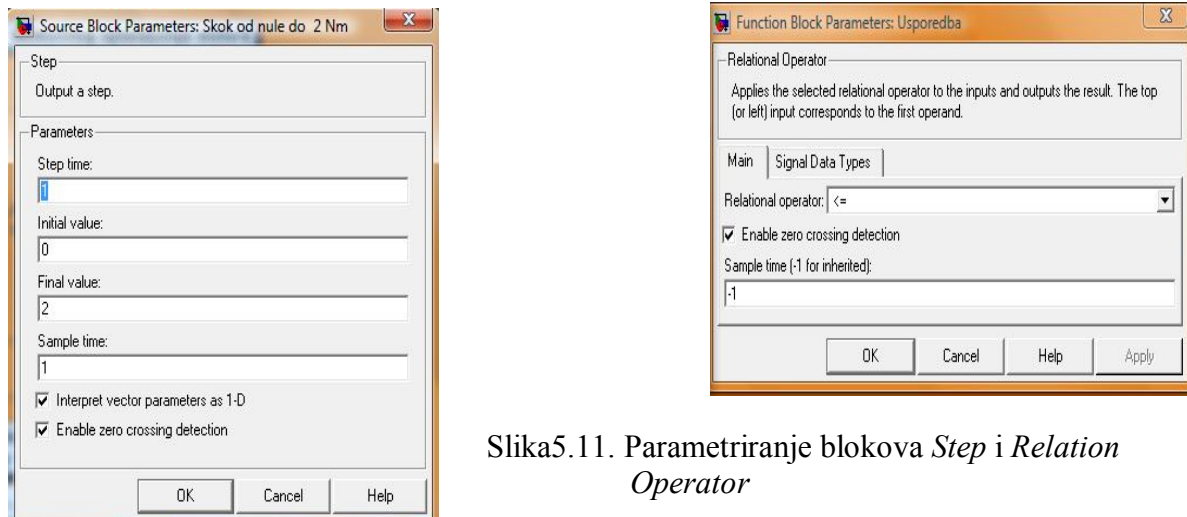 Source Block Parameters: Skok od nule do 2 Nm
Step
Output a step.
Parameters
Step time:
1
Initial value:
0
Final value:
2
Sample time:
1
Interpret vector parameters as 1-D
Enable zero crossing detection
OK Cancel Help
Function Block Parameters: Usporedba
Relational Operator
Applies the selected relational operator to the inputs and outputs the result. The top
(or left) input corresponds to the first operand.
Main Signal Data Types
Relational operator: <=
Enable zero crossing detection
Sample time (-1 for inherited):
-1
OK Cancel Help Apply
Slika5.11. Parametriranje blokova Step i Relation
Operator